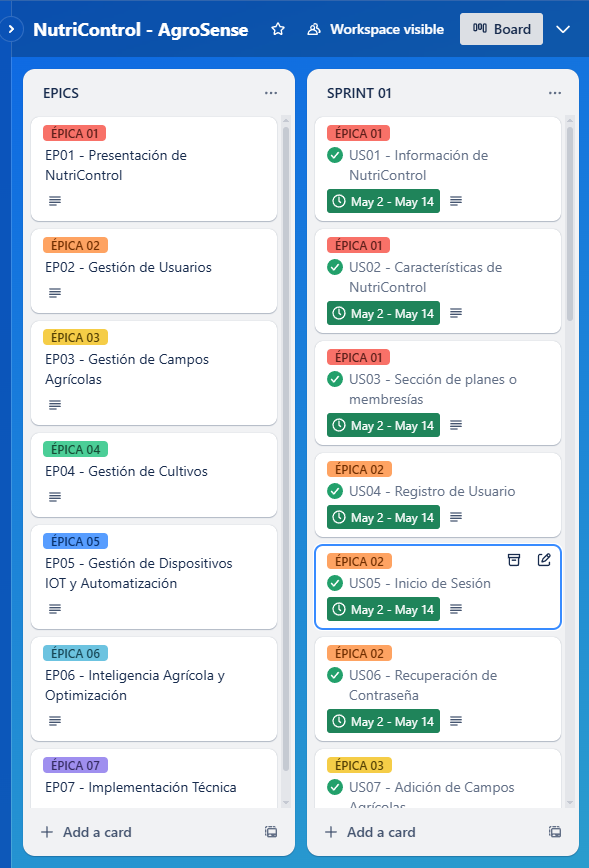 NutriControl - AgroSense
Workspace visible
Board
EPICS
ÉPICA 01
EP01 - Presentación de
NutriControl
ÉPICA 02
EP02 - Gestión de Usuarios
ÉPICA 03
EP03 - Gestión de Campos
Agrícolas
ÉPICA 04
EP04 - Gestión de Cultivos
ÉPICA 05
EP05 - Gestión de Dispositivos
IOT y Automatización
ÉPICA 06
EP06 - Inteligencia Agrícola y
Optimización
ÉPICA 07
EP07 - Implementación Técnica
Add a card
SPRINT 01
ÉPICA 01
US01 - Información de
NutriControl
May 2 - May 14
ÉPICA 01
US02 - Características de
NutriControl
May 2 - May 14
ÉPICA 01
US03 - Sección de planes o
membresías
May 2 - May 14
ÉPICA 02
US04 - Registro de Usuario
May 2 - May 14
ÉPICA 02
US05 - Inicio de Sesión
May 2 - May 14
ÉPICA 02
US06 - Recuperación de
Contraseña
May 2 - May 14
ÉPICA 03
US07 - Adición de Campos
Agrícolas
Add a card